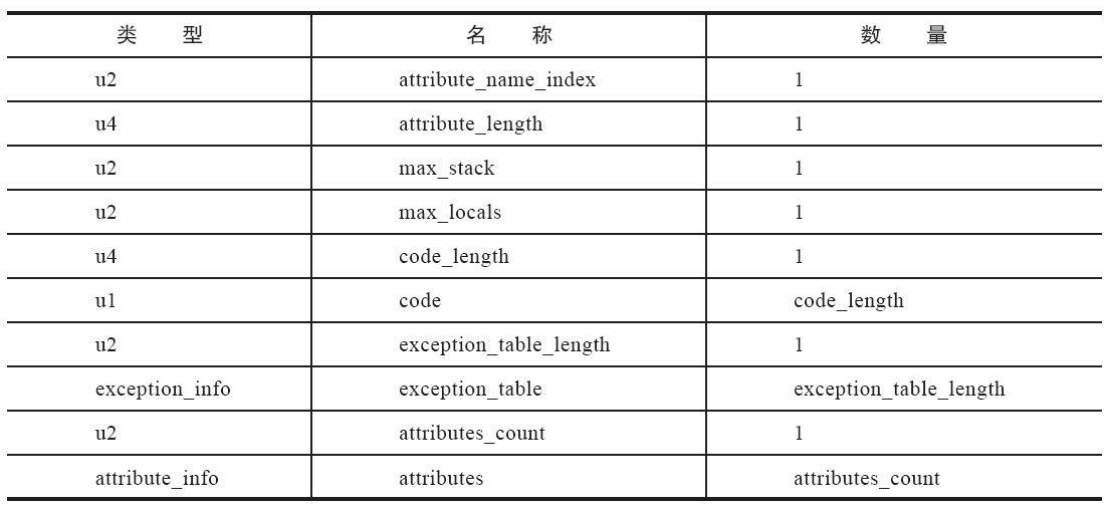 类 型 名 称 数 量
u2 attribute_name_index 1
u4 attribute_length 1
u2 max_stack 1
u2 max_locals 1
u4 code_length 1
u1 code code_length
u2 exception_table_length 1
exception_info exception_table exception_table_length
u2 attributes_count 1
attribute_info attributes attributes_count